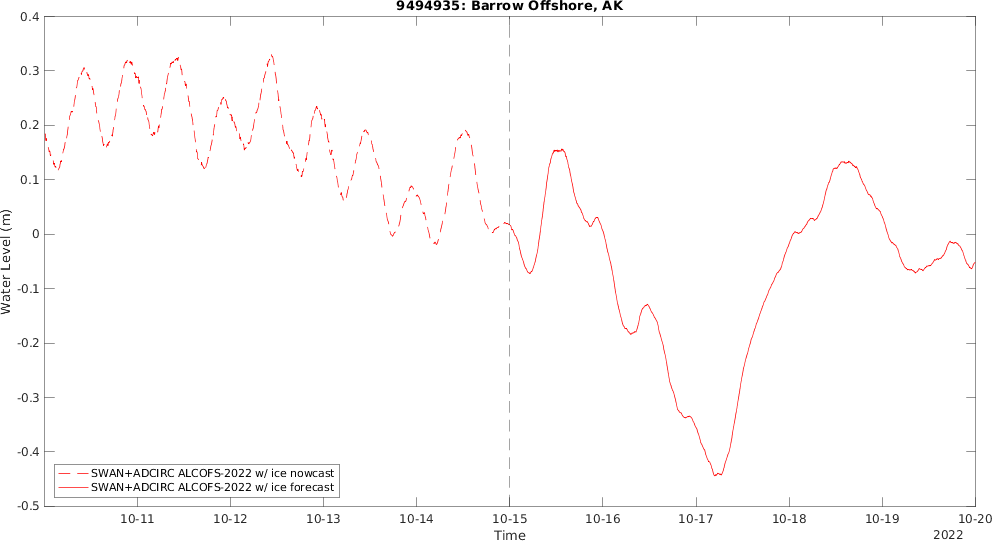 9494935: Barrow Offshore, AK
Water Level (m)
0.4
0.3
0.2
0.1
0
-0.1
-0.2
-0.3
-0.4
-0.5
SWAN+ADCIRC ALCOFS-2022 w/ ice nowcast
SWAN+ADCIRC ALCOFS-2022 w/ ice forecast
10-11 10-12 10-13 10-14 10-15 10-16 10-17 10-18 10-19 10-20
Time
2022